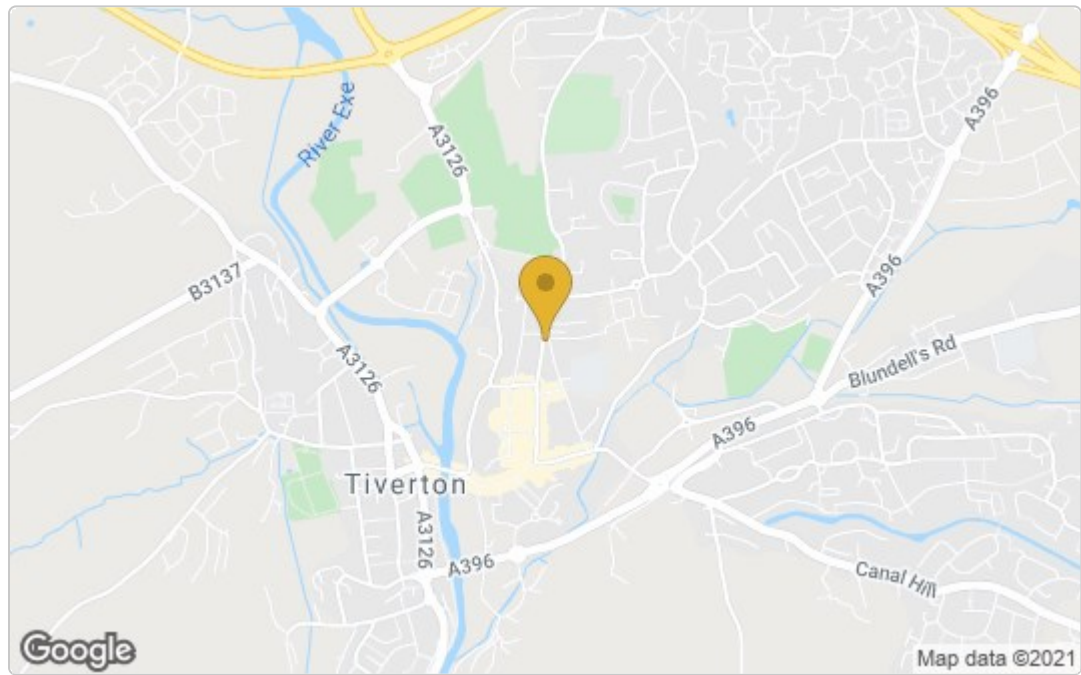 River Exe
A3126
A396
B3137
A396
A3126
Blundell's Rd
A396
Tiverton
A3126
A396
Canal Hill
Google
Map data ©2021